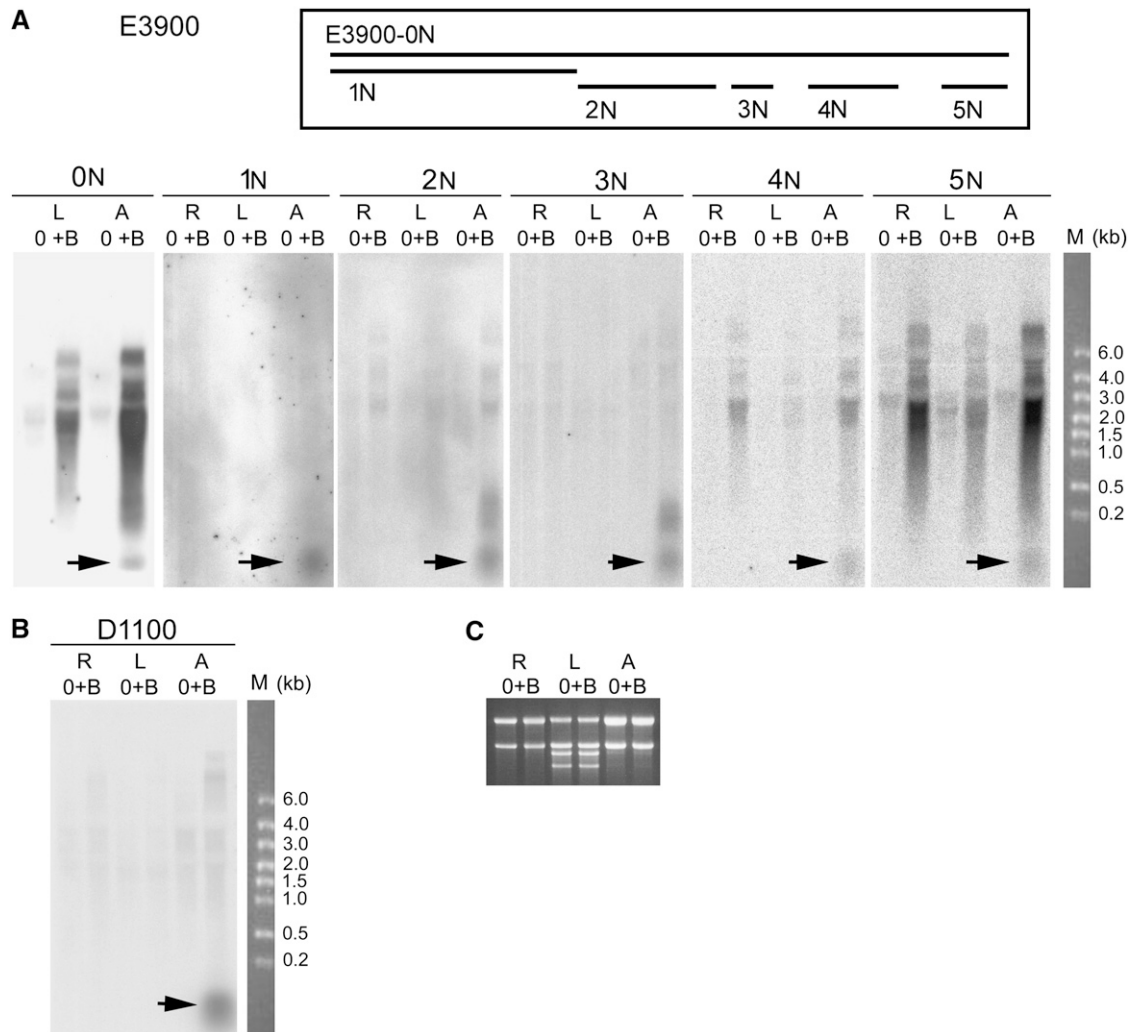 A E3900
E3900-0N
1N
2N 3N 4N 5N
0N 1N 2N 3N 4N 5N
L A R L A R L A R L A R L A R L A
0 +B 0 +B 0 +B 0 +B 0 +B 0+B 0+B 0+B 0+B 0+B 0+B 0+B 0 +B 0+B 0 +B 0 +B 0+B M (kb)
6.0
4.0
3.0
2.0
1.5
1.0
0.5
0.2
B D1100
R L A
0+B 0+B 0+B M (kb)
6.0
4.0
3.0
2.0
1.5
1.0
0.5
0.2
C
R L A
0+B 0+B 0+B